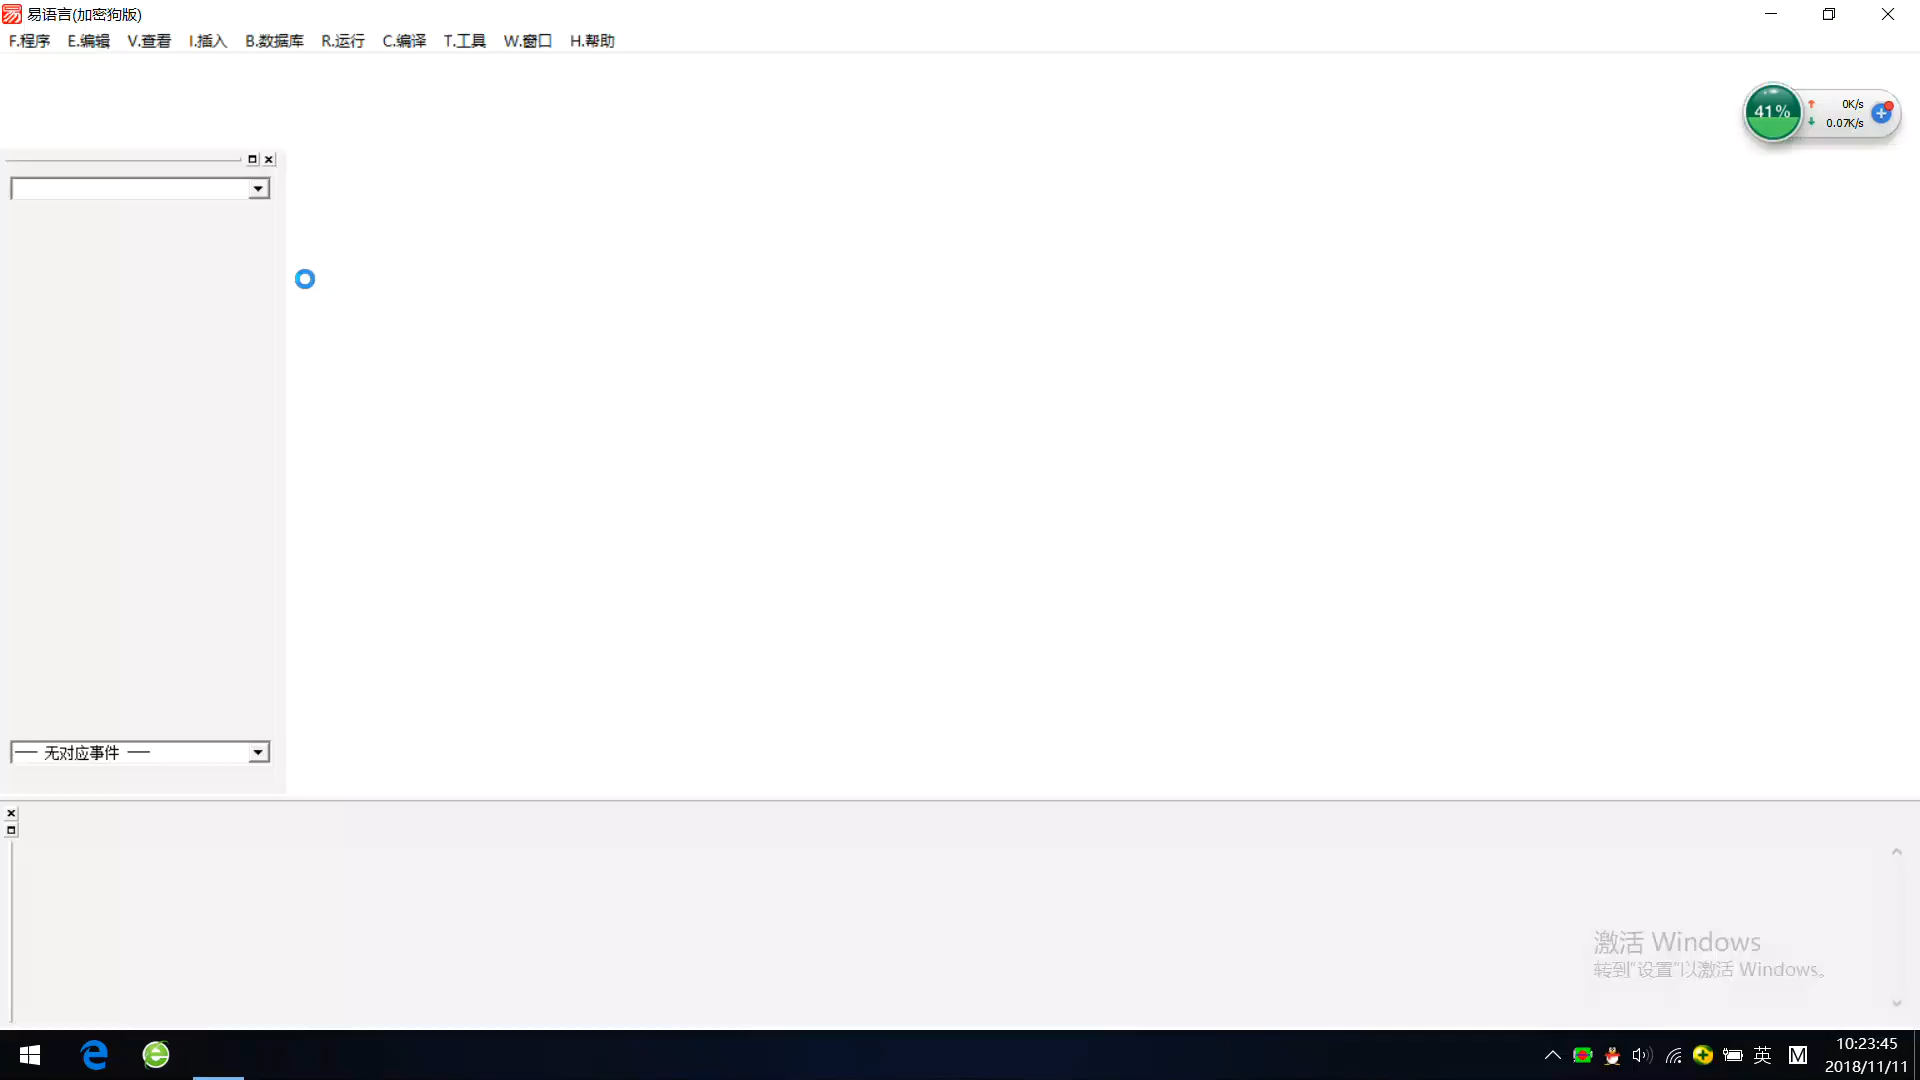 易语言(加密狗版)
F.程序 E.编辑 V.查看 I.插入 B.数据库 R.运行 C.编译 T.工具 W.窗口 H.帮助
41%
0K/s
0.07K/s
无对应事件
激活 Windows
转到"设置"以激活 Windows。
英
M
10:23:45
2018/11/11